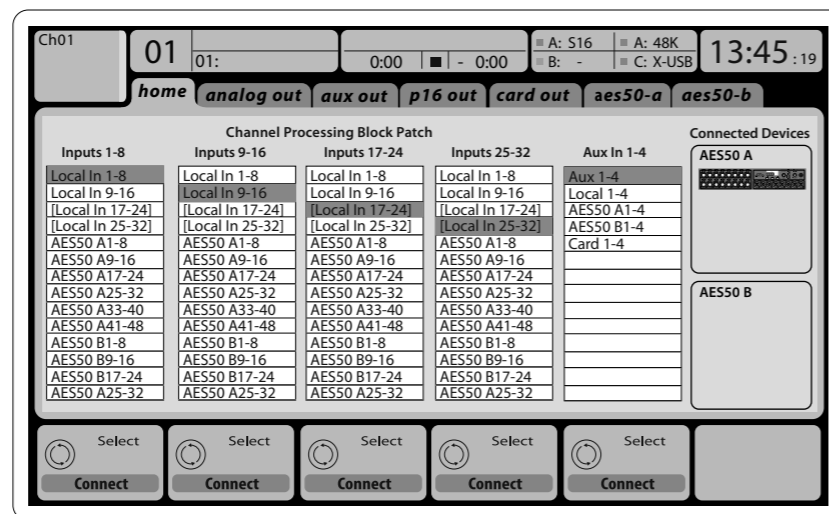 Ch01
01
01:
0:00 - 0:00
A: S16
B: -
A: 48K
C: X-USB
13:45 :19
home analog out aux out p16 out card out aes50-a aes50-b
Channel Processing Block Patch
Connected Devices
Inputs 1-8 Inputs 9-16 Inputs 17-24 Inputs 25-32 Aux In 1-4
AES50 A
Local In 1-8 Local In 1-8 Local In 1-8 Local In 1-8 Aux 1-4
Local In 9-16 Local In 9-16 Local In 9-16 Local In 9-16 Local 1-4
[Local In 17-24] [Local In 17-24] [Local In 17-24] [Local In 17-24] AES50 A1-4
[Local In 25-32] [Local In 25-32] [Local In 25-32] [Local In 25-32] AES50 B1-4
AES50 A1-8 AES50 A1-8 AES50 A1-8 AES50 A1-8 Card 1-4
AES50 A9-16 AES50 A9-16 AES50 A9-16 AES50 A9-16
AES50 A17-24 AES50 A17-24 AES50 A17-24 AES50 A17-24
AES50 A25-32 AES50 A25-32 AES50 A25-32 AES50 A25-32
AES50 B
AES50 A33-40 AES50 A33-40 AES50 A33-40 AES50 A33-40
AES50 A41-48 AES50 A41-48 AES50 A41-48 AES50 A41-48
AES50 B1-8 AES50 B1-8 AES50 B1-8 AES50 B1-8
AES50 B9-16 AES50 B9-16 AES50 B9-16 AES50 B9-16
AES50 B17-24 AES50 B17-24 AES50 B17-24 AES50 B17-24
AES50 A25-32 AES50 A25-32 AES50 A25-32 AES50 A25-32
Select Select Select Select Select
Connect Connect Connect Connect Connect